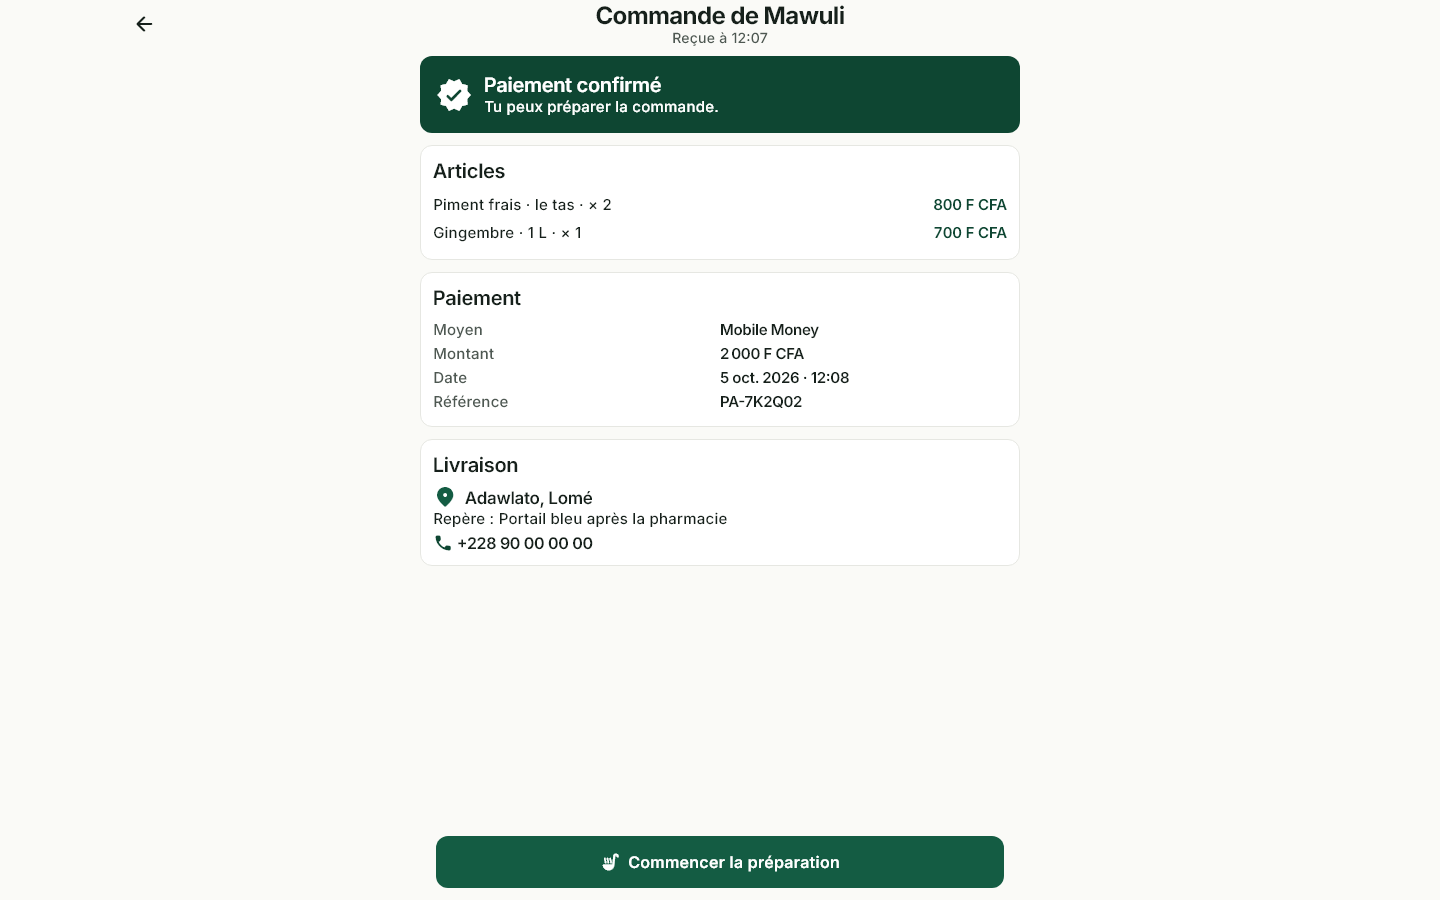 Commande de Mawuli
Reçue à 12:07
Paiement confirmé
Tu peux préparer la commande.
Articles
Piment frais · le tas · × 2 800 F CFA
Gingembre · 1 L · × 1 700 F CFA
Paiement
Moyen Mobile Money
Montant 2 000 F CFA
Date 5 oct. 2026 · 12:08
Référence PA-7K2Q02
Livraison
Adawlato, Lomé
Repère : Portail bleu après la pharmacie
+228 90 00 00 00
Commencer la préparation